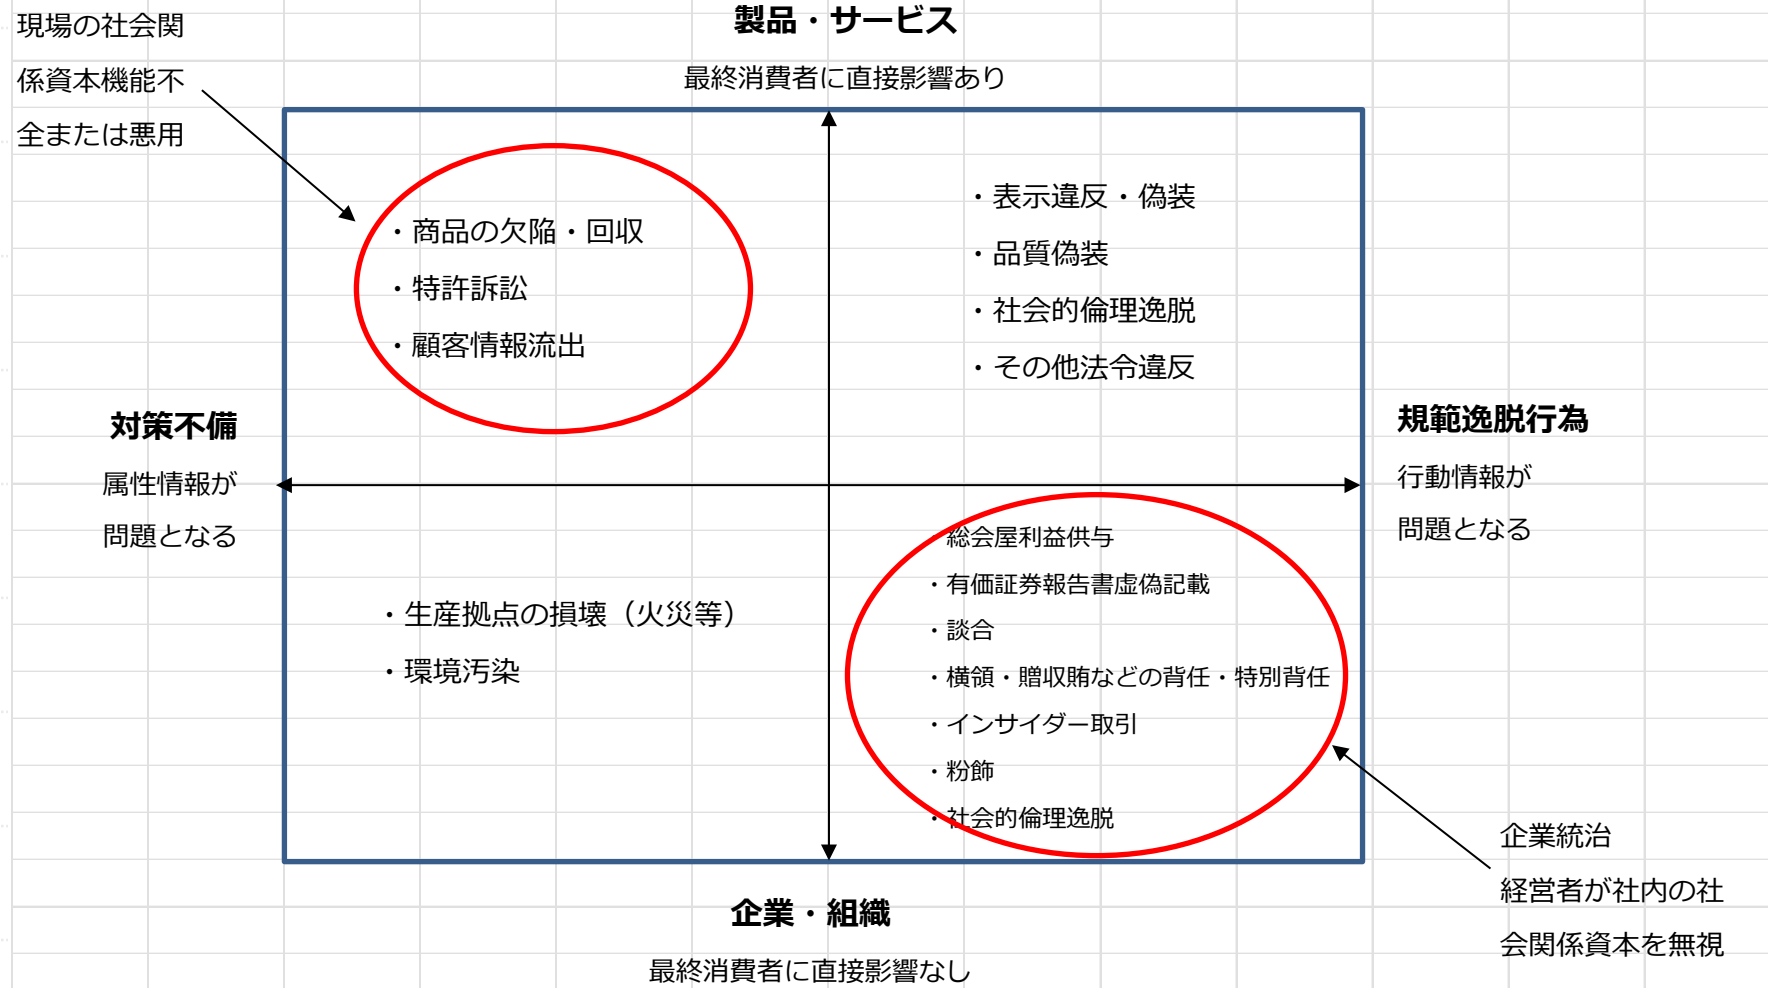 現場の社会関
係資本機能不
全または悪用
製品・サービス
最終消費者に直接影響あり
・商品の欠陥・回収
・特許訴訟
・顧客情報流出
・表示違反・偽装
・品質偽装
・社会的倫理逸脱
・その他法令違反
対策不備
属性情報が
問題となる
規範逸脱行為
行動情報が
問題となる
・生産拠点の損壊（火災等）
・環境汚染
・総会屋利益供与
・有価証券報告書虚偽記載
・談合
・横領・贈収賄などの背任・特別背任
・インサイダー取引
・粉飾
・社会的倫理逸脱
企業統治
経営者が社内の社
会関係資本を無視
企業・組織
最終消費者に直接影響なし